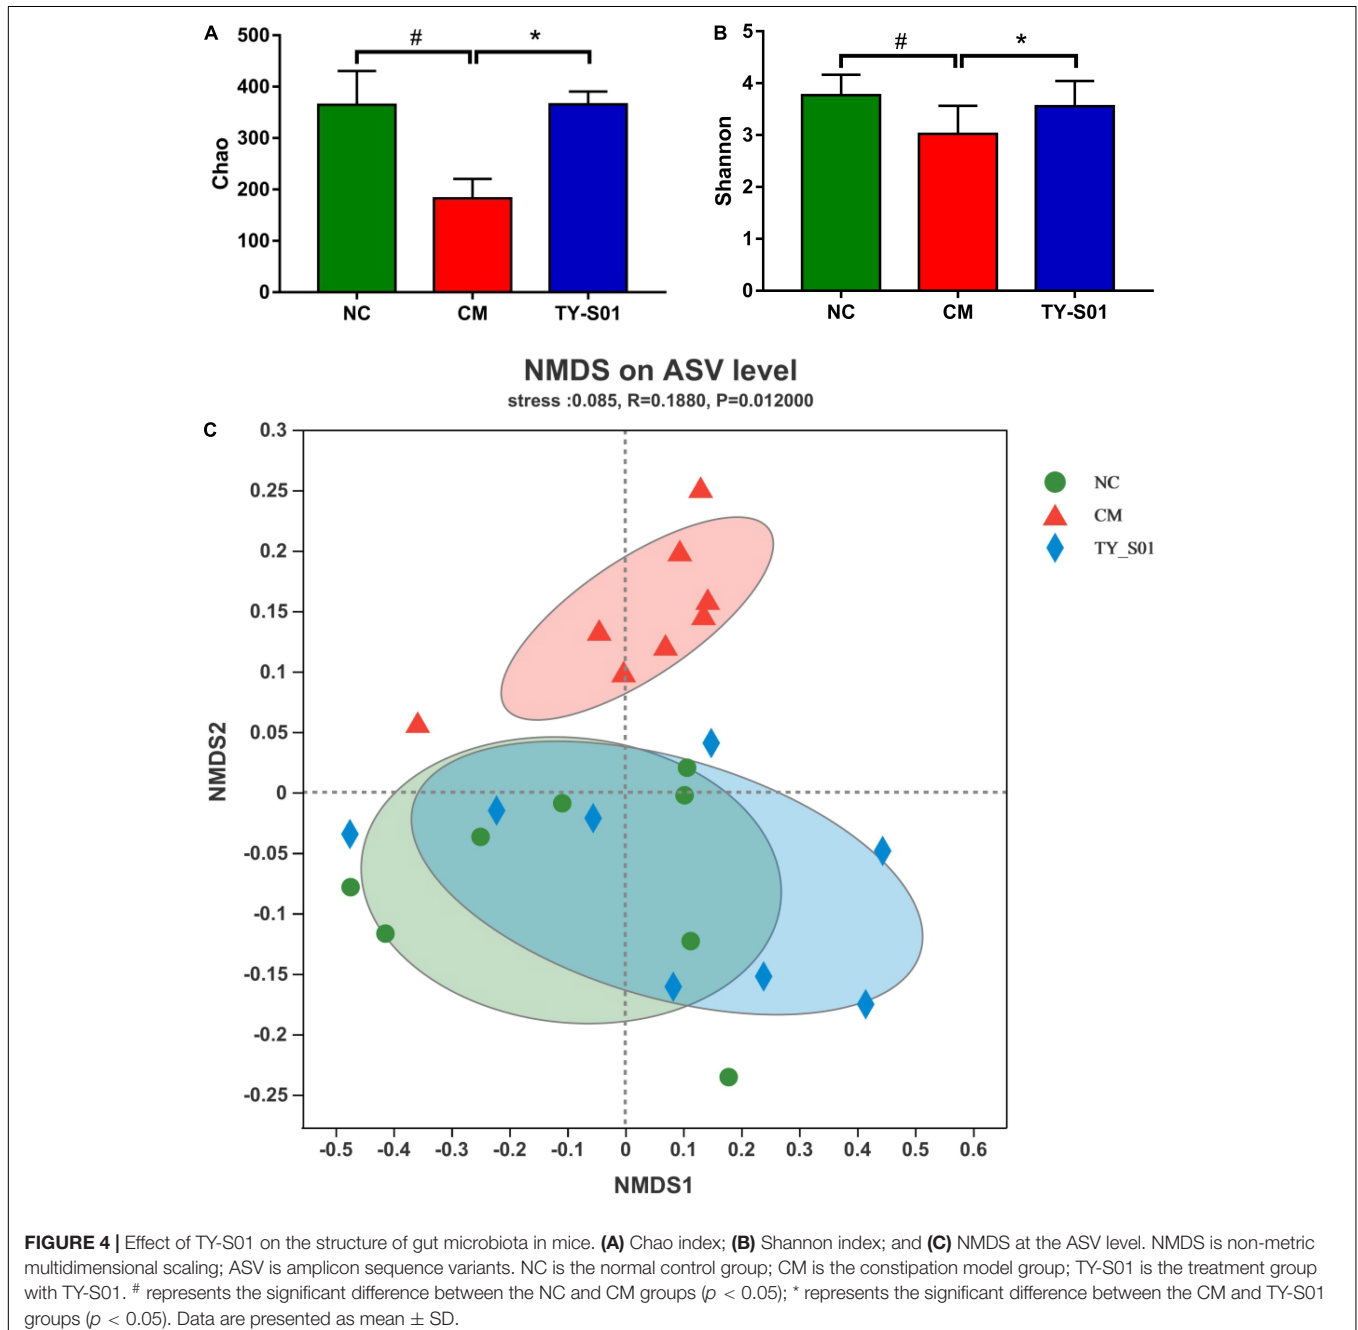 A
500
400
300
200
100
0
Chao
#
*
NC
CM
TY-S01
B
5
4
3
2
1
0
Shannon
#
*
NC
CM
TY-S01
NMDS on ASV level
stress :0.085, R=0.1880, P=0.012000
C
0.3
0.25
0.2
0.15
0.1
0.05
0
-0.05
-0.1
-0.15
-0.2
-0.25
NMDS2
-0.5
-0.4
-0.3
-0.2
-0.1
0
0.1
0.2
0.3
0.4
0.5
0.6
NMDS1
NC
CM
TY_S01
FIGURE 4 | Effect of TY-S01 on the structure of gut microbiota in mice. (A) Chao index; (B) Shannon index; and (C) NMDS at the ASV level. NMDS is non-metric
multidimensional scaling; ASV is amplicon sequence variants. NC is the normal control group; CM is the constipation model group; TY-S01 is the treatment group
with TY-S01. # represents the significant difference between the NC and CM groups (p < 0.05); * represents the significant difference between the CM and TY-S01
groups (p < 0.05). Data are presented as mean ± SD.